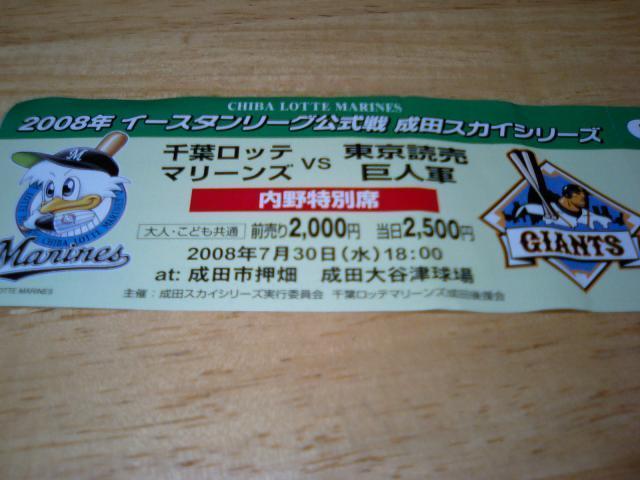 CHIBA LOTTE MARINES
2008年 イースタンリーグ公式戦 成田スカイシリーズ
千葉ロッテ
マリーンズ
VS
東京読売
巨人軍
内野特別席
大人・こども共通 前売り2,000円 当日2,500円
2008年7月30日(水)18:00
at: 成田市押畑 成田大谷津球場
主催:成田スカイシリーズ実行委員会 千葉ロッテマリーンズ成田後援会
M
CHIBA LOTTE
Marines
LOTTE MARINES
GIANTS